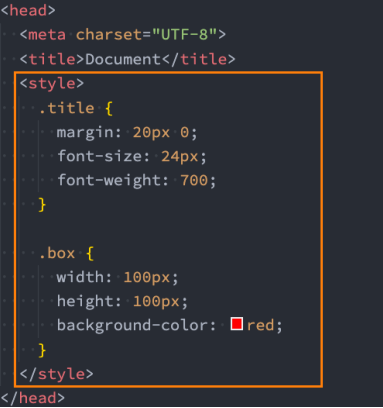 <head>
<meta charset="UTF-8">
<title>Document</title>
<style>
.title {
margin: 20px 0;
font-size: 24px;
font-weight: 700;
}
.box {
width: 100px;
height: 100px;
background-color: red;
}
</style>
</head>